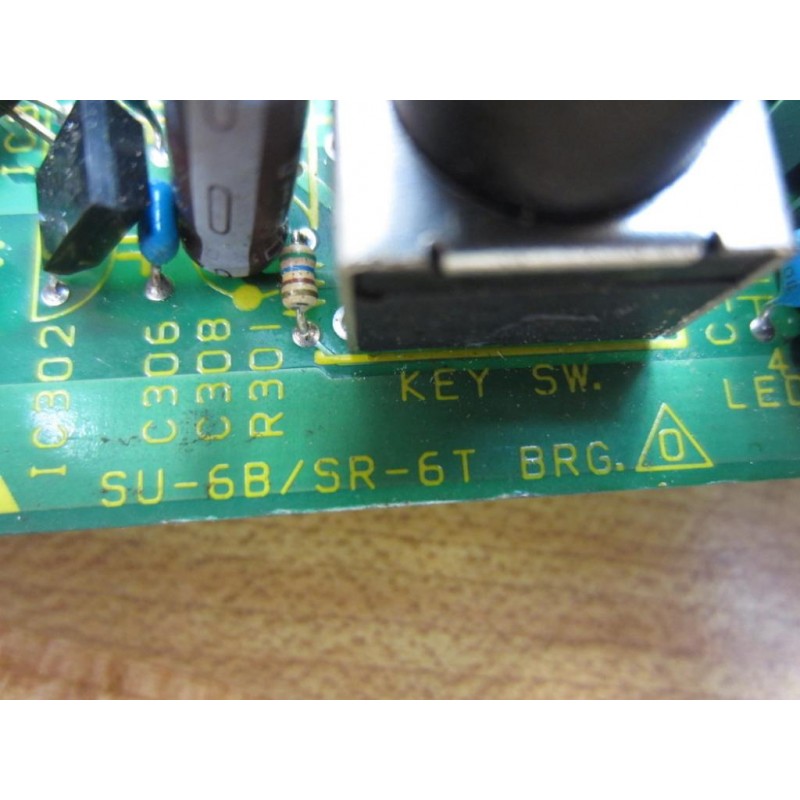 IC302
C306
C308
R301
KEY SW.
LED
SU-6B/SR-6T BRG. 0